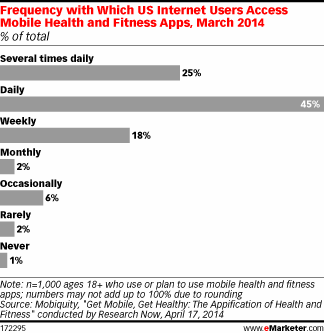 Frequency with Which US Internet Users Access
Mobile Health and Fitness Apps, March 2014
% of total
Several times daily
25%
Daily
45%
Weekly
18%
Monthly
2%
Occasionally
6%
Rarely
2%
Never
1%
Note: n=1,000 ages 18+ who use or plan to use mobile health and fitness
apps; numbers may not add up to 100% due to rounding
Source: Mobiquity, "Get Mobile, Get Healthy: The Appification of Health and
Fitness" conducted by Research Now, April 17, 2014
172295
www.eMarketer.com